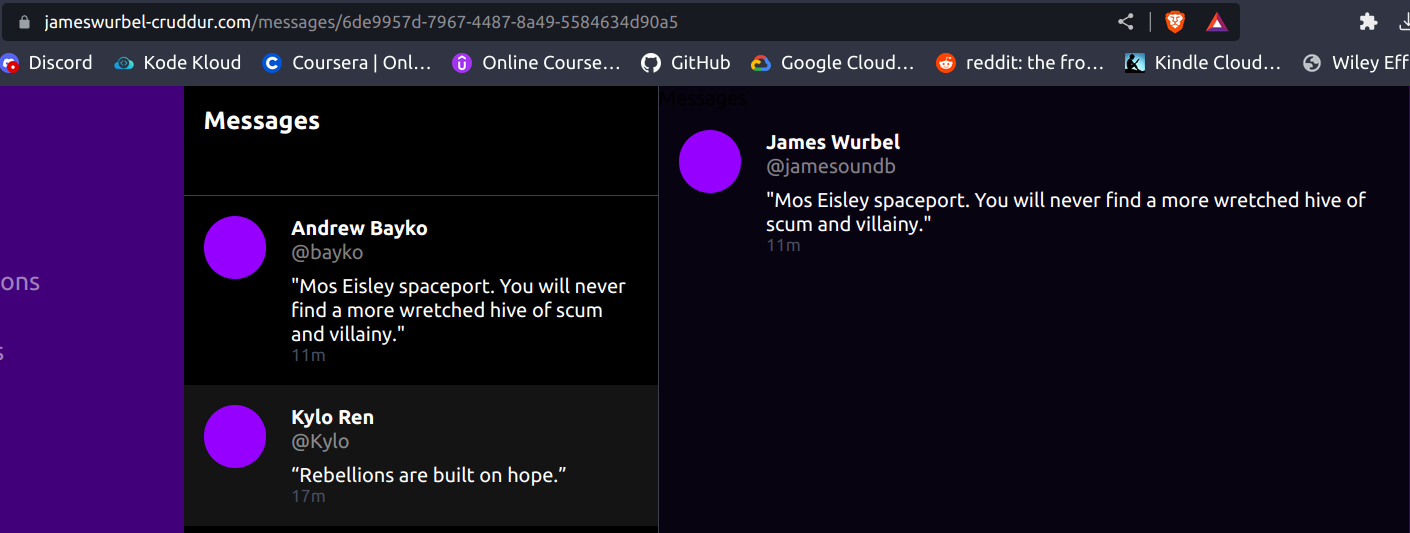 jameswurbel-cruddur.com/messages/6de9957d-7967-4487-8a49-5584634d90a5
Discord Kode Kloud Coursera | Onl… Online Course… GitHub Google Cloud… reddit: the fro… Kindle Cloud… Wiley Eff
ons
s
Messages
Andrew Bayko
@bayko
"Mos Eisley spaceport. You will never
find a more wretched hive of scum
and villainy."
11m
Kylo Ren
@Kylo
“Rebellions are built on hope.”
17m
Messages
James Wurbel
@jamesoundb
"Mos Eisley spaceport. You will never find a more wretched hive of
scum and villainy."
11m